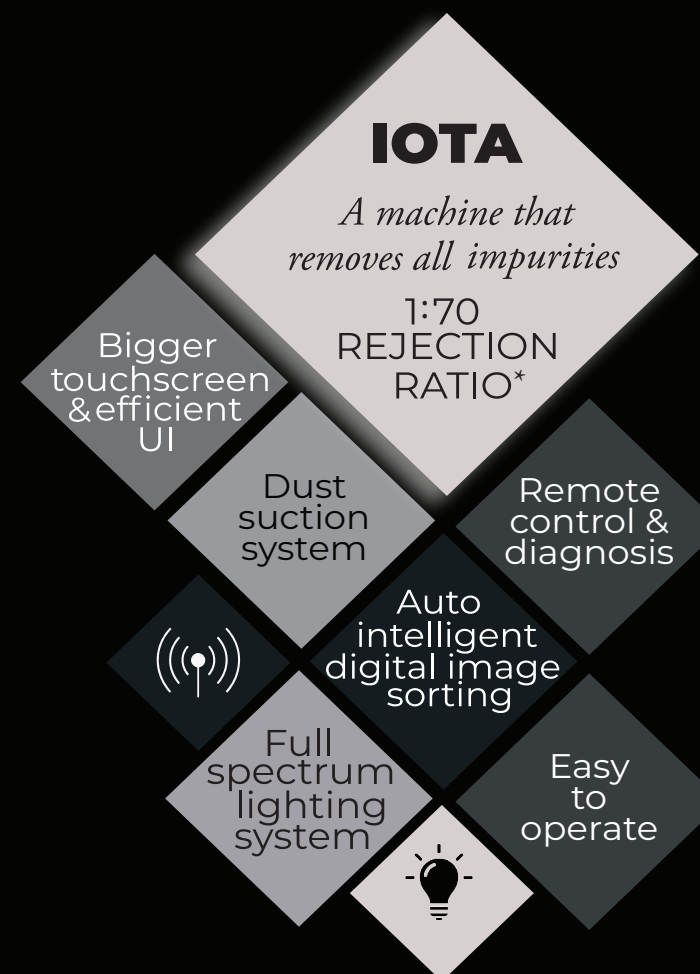 IOTA
A machine that
removes all impurities
1:70
REJECTION
RATIO*
Bigger
touchscreen
& efficient
UI
Dust
suction
system
Remote
control &
diagnosis
Auto
intelligent
digital image
sorting
Full
spectrum
lighting
system
Easy
to
operate